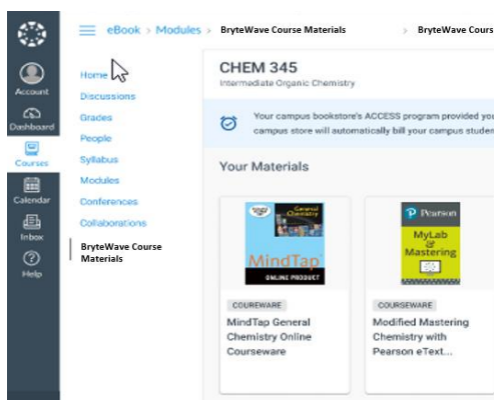 eBook > Modules > BryteWave Course Materials > BryteWave Cours
Account
Dashboard
Courses
Calendar
Inbox
Help
Home
Discussions
Grades
People
Syllabus
Modules
Conferences
Collaborations
BryteWave Course
Materials
CHEM 345
Intermediate Organic Chemistry
Your campus bookstore's ACCESS program provided you
campus store will automatically bill your campus studen
Your Materials
General
Chemistry
MindTap
ONLINE PRODUCT
COUREWARE
MindTap General
Chemistry Online
Courseware
Pearson
MyLab
&
Mastering
COURSEWARE
Modified Mastering
Chemistry with
Pearson eText...